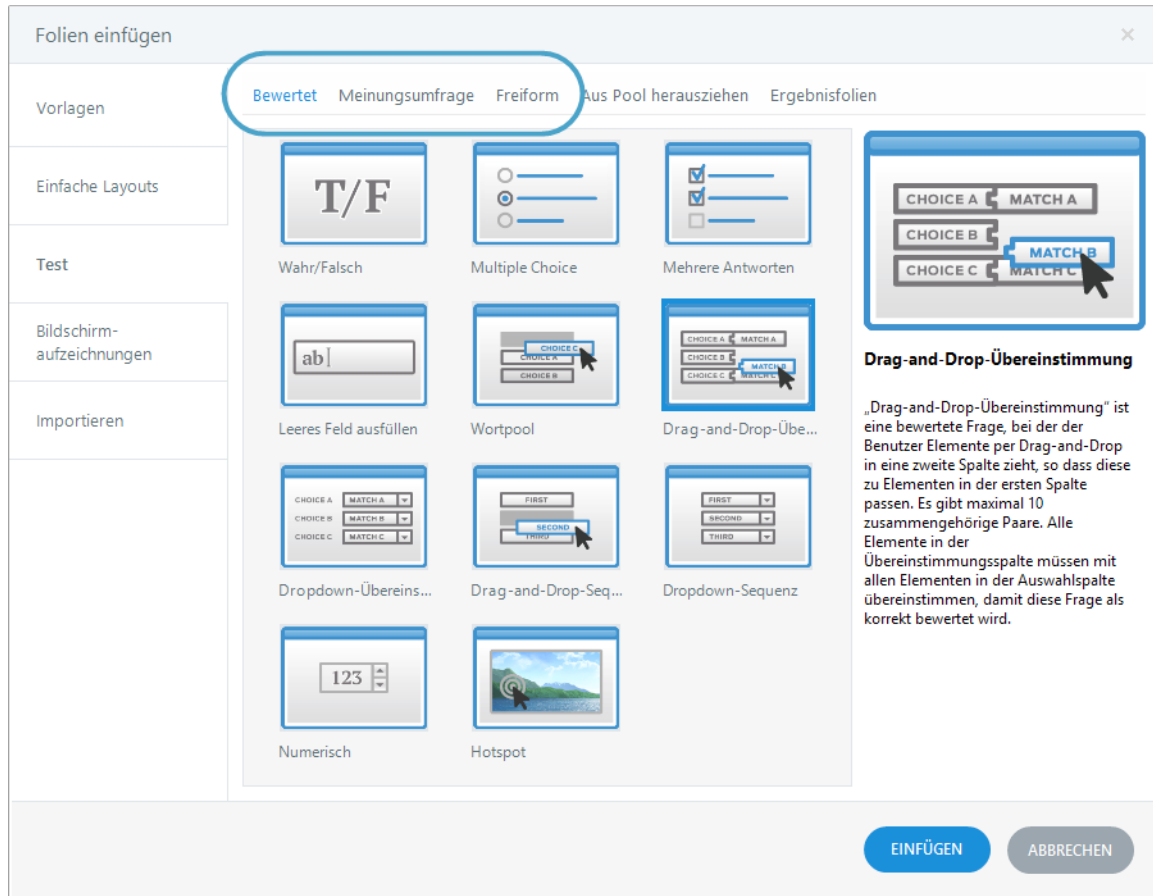 Folien einfügen
×
Vorlagen
Einfache Layouts
Test
Bildschirm-
aufzeichnungen
Importieren
Bewertet Meinungsumfrage Freiform Aus Pool herausziehen Ergebnisfolien
T/F
Wahr/Falsch Multiple Choice Mehrere Antworten
ab
CHOICE C
CHOICE A
CHOICE B
CHOICE A MATCH A
CHOICE B
MATCH B
CHOICE C MATCH C
Leeres Feld ausfüllen Wortpool Drag-and-Drop-Übe...
CHOICE A MATCH A
CHOICE B MATCH B
CHOICE C MATCH C
FIRST
SECOND
THIRD
FIRST
SECOND
THIRD
Dropdown-Übereins... Drag-and-Drop-Seq... Dropdown-Sequenz
123
Numerisch Hotspot
CHOICE A MATCH A
CHOICE B
MATCH B
CHOICE C MATCH C
Drag-and-Drop-Übereinstimmung
„Drag-and-Drop-Übereinstimmung" ist
eine bewertete Frage, bei der der
Benutzer Elemente per Drag-and-Drop
in eine zweite Spalte zieht, so dass diese
zu Elementen in der ersten Spalte
passen. Es gibt maximal 10
zusammengehörige Paare. Alle
Elemente in der
Übereinstimmungsspalte müssen mit
allen Elementen in der Auswahlspalte
übereinstimmen, damit diese Frage als
korrekt bewertet wird.
EINFÜGEN ABBRECHEN